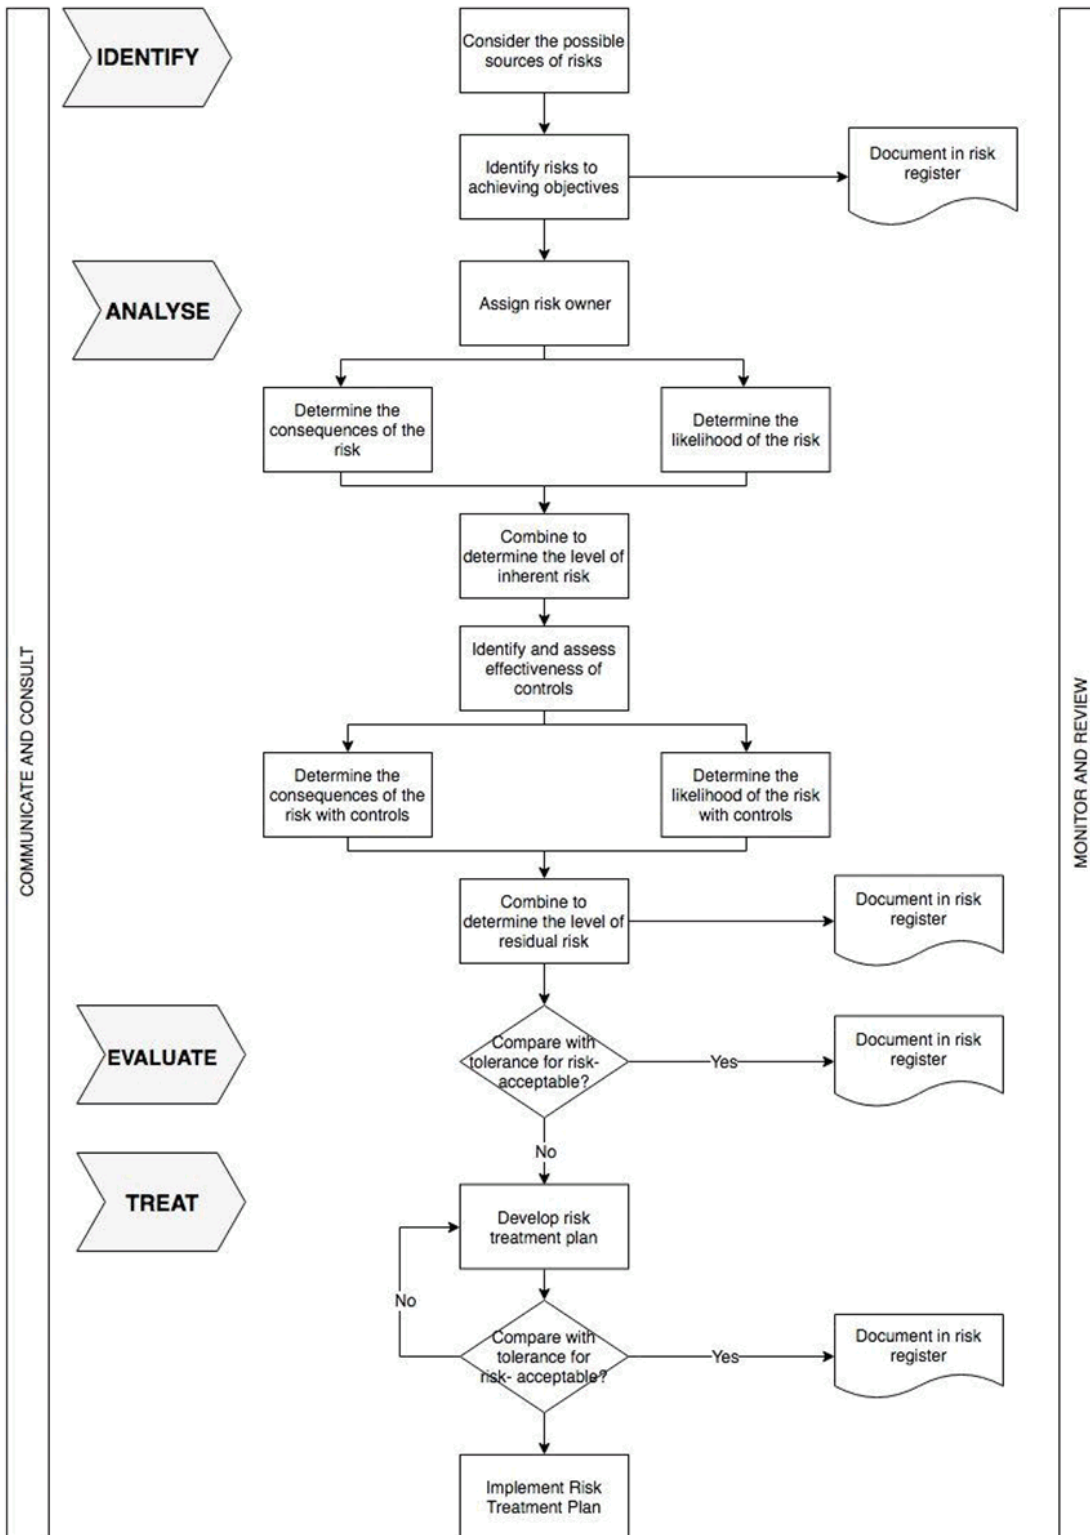 IDENTIFY
Consider the possible
sources of risks
Identify risks to
achieving objectives
Document in risk
register
ANALYSE
Assign risk owner
Determine the
consequences of the
risk
Determine the
likelihood of the risk
Combine to
determine the level of
inherent risk
Identify and assess
effectiveness of
controls
Determine the
consequences of the
risk with controls
Determine the
likelihood of the risk
with controls
Combine to
determine the level of
residual risk
Document in risk
register
EVALUATE
Compare with
tolerance for risk-
acceptable?
Yes
Document in risk
register
No
TREAT
Develop risk
treatment plan
No
Compare with
tolerance for
risk- acceptable?
Yes
Document in risk
register
Implement Risk
Treatment Plan
COMMUNICATE AND CONSULT
MONITOR AND REVIEW